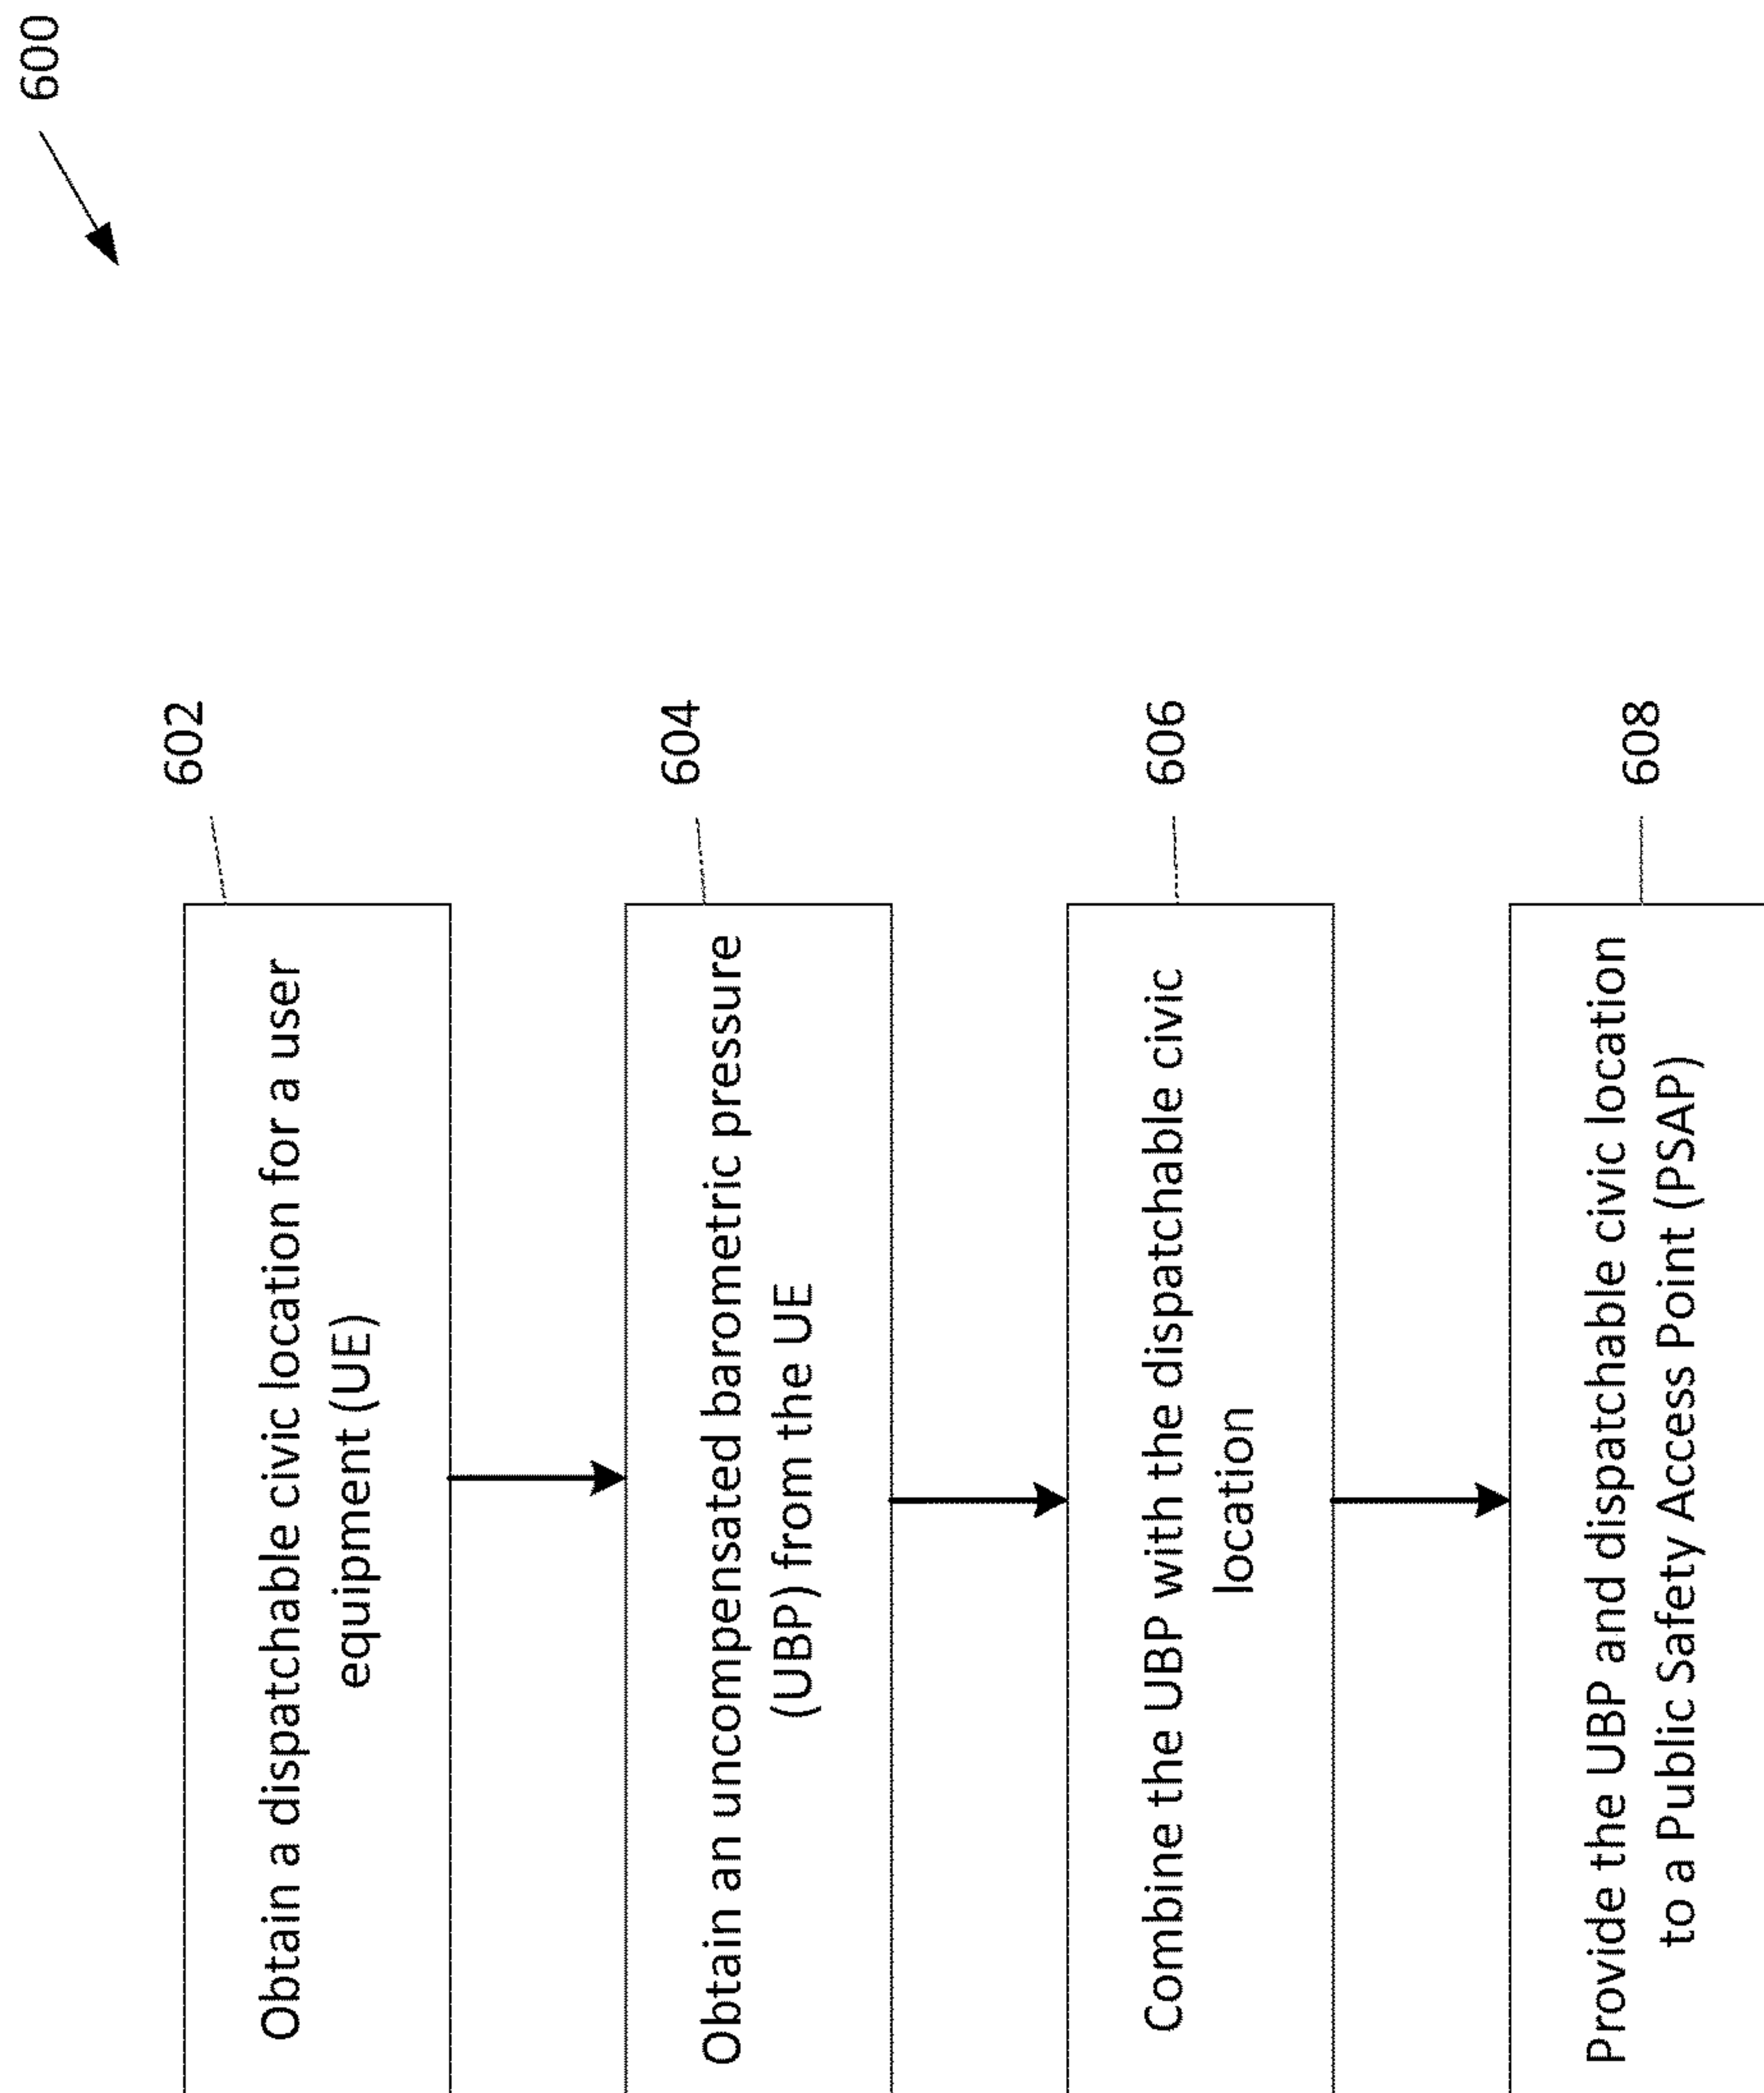 600
602
Obtain a dispatchable civic location for a user
equipment (UE)
604
Obtain an uncompensated barometric pressure
(UBP) from the UE
606
Combine the UBP with the dispatchable civic
location
608
Provide the UBP and dispatchable civic location
to a Public Safety Access Point (PSAP)